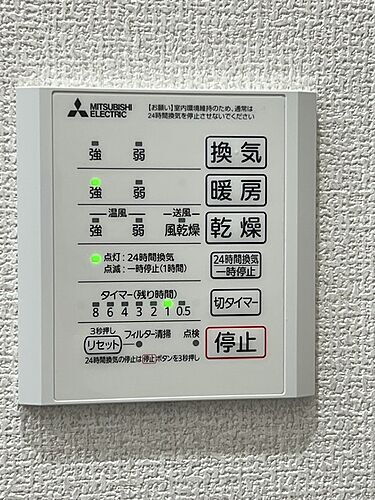 MITSUBISHI ELECTRIC
【お願い】室内環境維持のため、通常は
24時間換気を停止させないでください
強 弱 換気
強 弱 暖房
温風 送風
強 弱 風乾燥 乾燥
点灯:24時間換気
点滅:一時停止(1時間)
24時間換気
一時停止
タイマー(残り時間)
8 6 4 3 2 1 0.5
切タイマー
3秒押し
リセット フィルター清掃 点検
停止
24時間換気の停止は停止ボタンを3秒押し